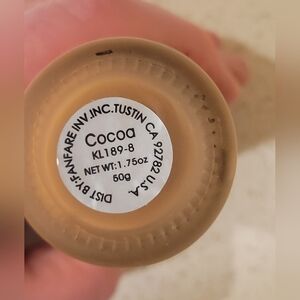 DIST BY:FANFARE INV.INC.TUSTIN CA 92782 U.S.A.
Cocoa
KL189-8
NET WT:1.75oz
50g